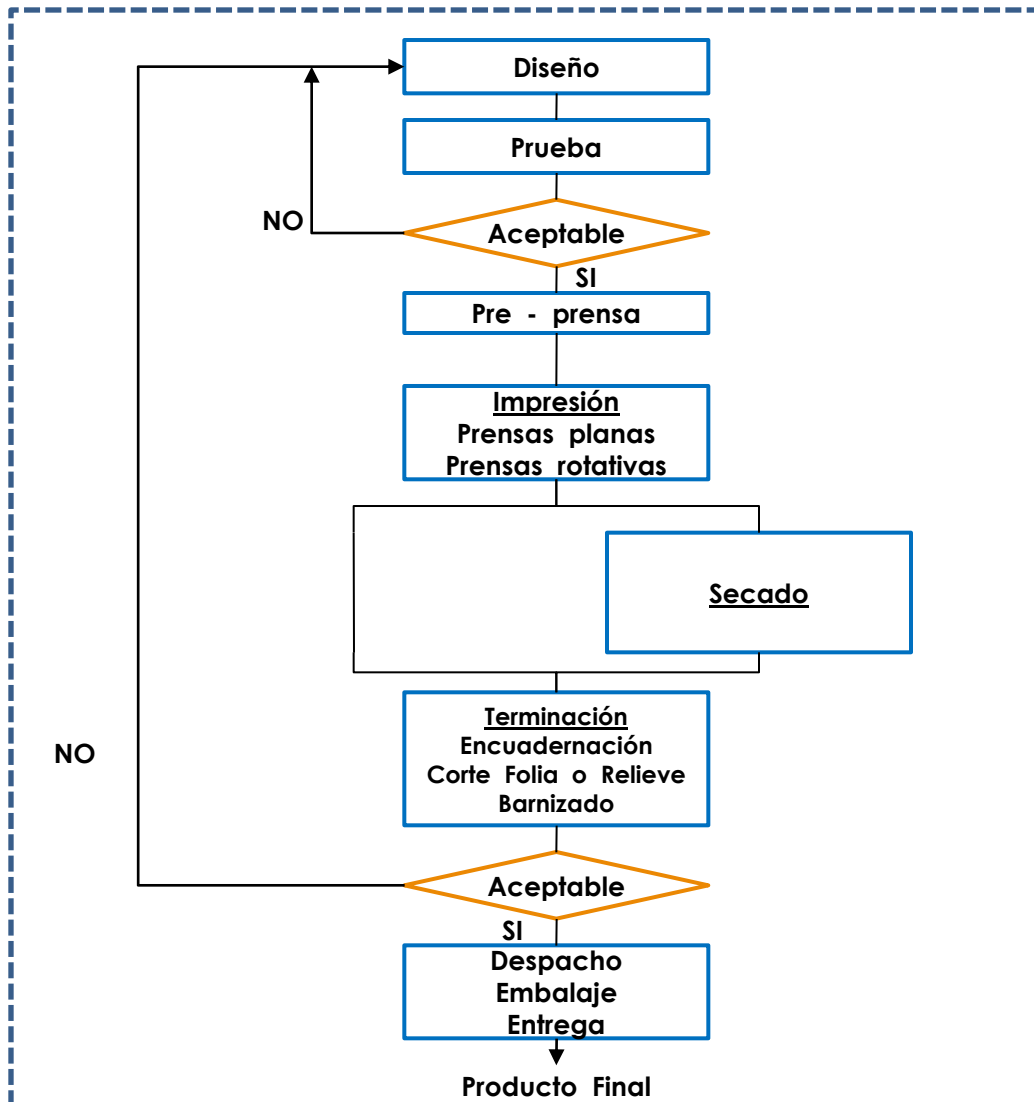 Diseño
Prueba
NO
Aceptable
SI
Pre - prensa
Impresión
Prensas planas
Prensas rotativas
Secado
Terminación
Encuadernación
Corte Folia o Relieve
Barnizado
NO
Aceptable
SI
Despacho
Embalaje
Entrega
Producto Final